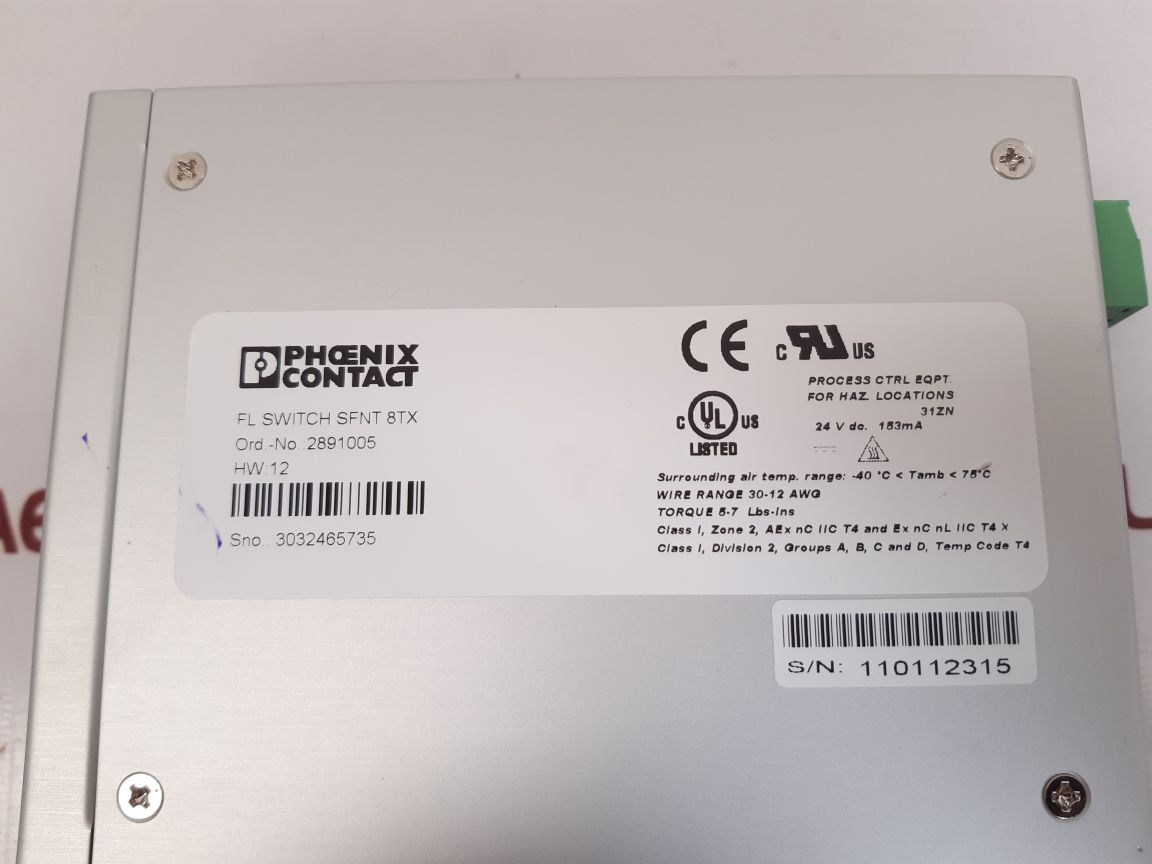 PHŒNIX
CONTACT
FL SWITCH SFNT 8TX
Ord.-No.:2891005
HW:12
Sno.: 3032465735
CE
c RU US
PROCESS CTRL EQPT.
FOR HAZ. LOCATIONS
31ZN
c UL US
LISTED
24 V dc. 153mA
Surrounding air temp. range: -40 °C < Tamb < 75°C
WIRE RANGE 30-12 AWG
TORQUE 5-7 Lbs-Ins
Class I, Zone 2, AEx nC IIC T4 and Ex nC nL IIC T4 X
Class I, Division 2, Groups A, B, C and D, Temp Code T4
S/N: 110112315